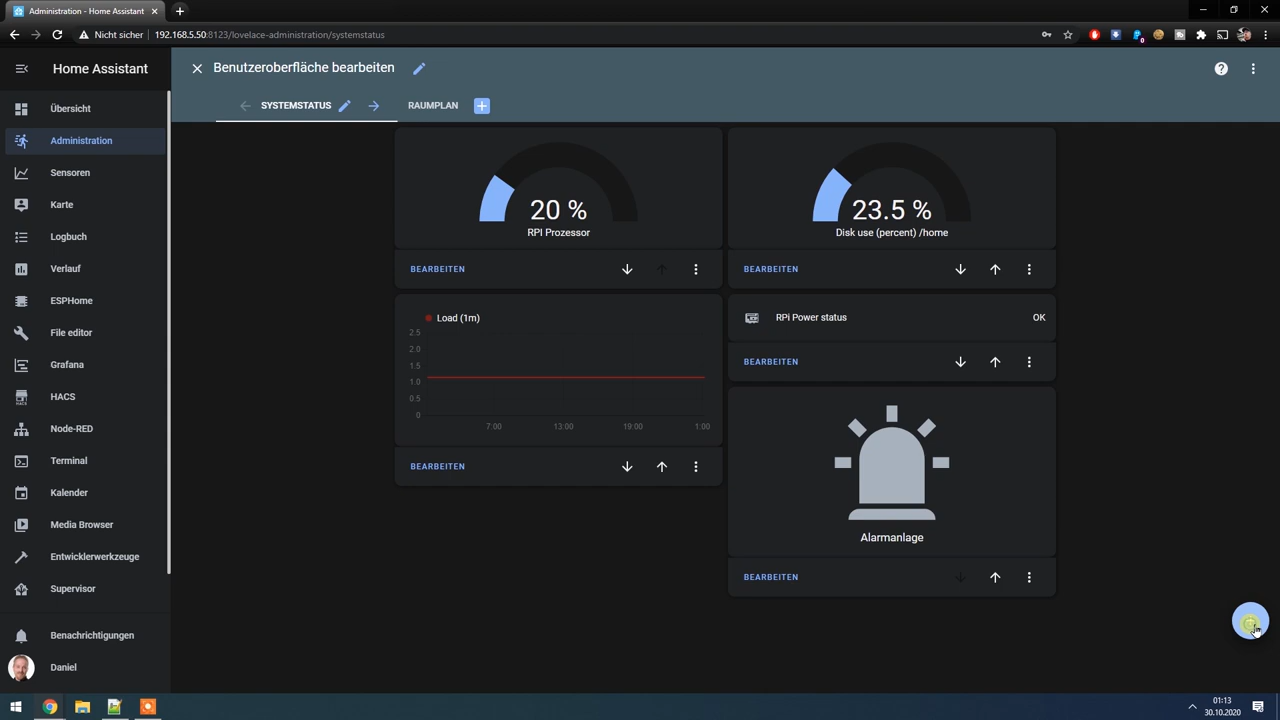 Administration - Home Assistant
Nicht sicher
192.168.5.50:8123/lovelace-administration/systemstatus
Home Assistant
Benutzeroberfläche bearbeiten
SYSTEMSTATUS
RAUMPLAN
Übersicht
Administration
Sensoren
Karte
Logbuch
Verlauf
ESPHome
File editor
Grafana
HACS
HACS
Node-RED
Terminal
Kalender
Media Browser
Entwicklerwerkzeuge
Supervisor
Benachrichtigungen
Daniel
20 %
RPI Prozessor
BEARBEITEN
Load (1m)
2.5
2.0
1.5
1.0
0.5
0
7:00 13:00 19:00 1:00
BEARBEITEN
23.5 %
Disk use (percent) /home
BEARBEITEN
RPi Power status OK
BEARBEITEN
Alarmanlage
BEARBEITEN
0
01:13
30.10.2020